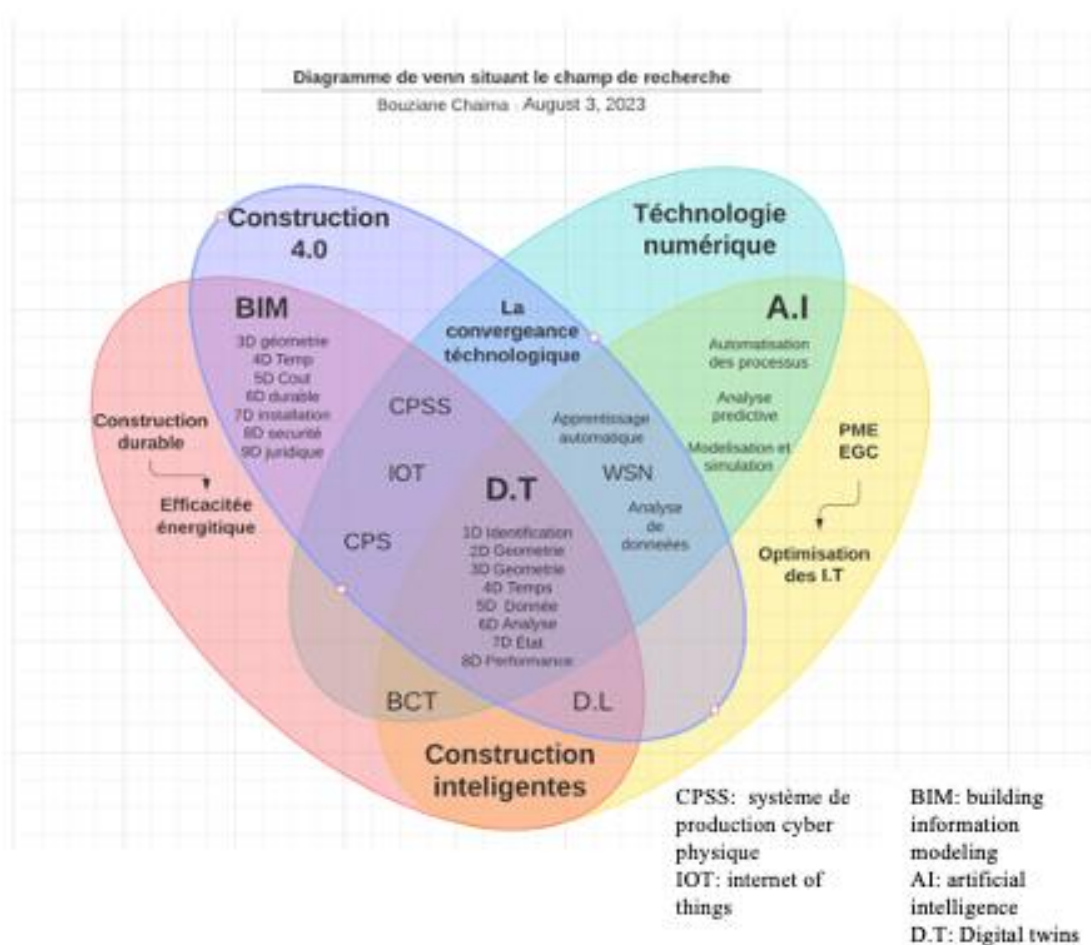 Diagramme de venn situant le champ de recherche
Bouziane Chaima August 3, 2023
Construction
4.0
Téchnologie
numérique
BIM
3D géometrie
4D Temp
5D Cout
6D durable
7D installation
8D sécurité
9D juridique
La
convergeance
téchnologique
A.I
Automatisation
des processus
Analyse
predictive
Modelisation et
simulation
Construction
durable
Efficacitée
énergitique
CPSS
IOT
CPS
Apprentissage
automatique
WSN
Analyse
de
donneées
PME
EGC
Optimisation
des I.T
D.T
1D Identification
2D Geometrie
3D Geometrie
4D Temps
5D Donnée
6D Analyse
7D État
8D Performance
BCT
D.L
Construction
inteligentes
CPSS: système de
production cyber
physique
IOT: internet of
things
BIM: building
information
modeling
AI: artificial
intelligence
D.T: Digital twins